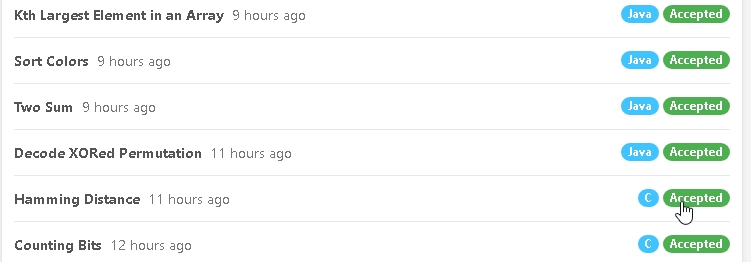 Kth Largest Element in an Array 9 hours ago Java Accepted
Sort Colors 9 hours ago Java Accepted
Two Sum 9 hours ago Java Accepted
Decode XORed Permutation 11 hours ago Java Accepted
Hamming Distance 11 hours ago C Accepted
Counting Bits 12 hours ago C Accepted